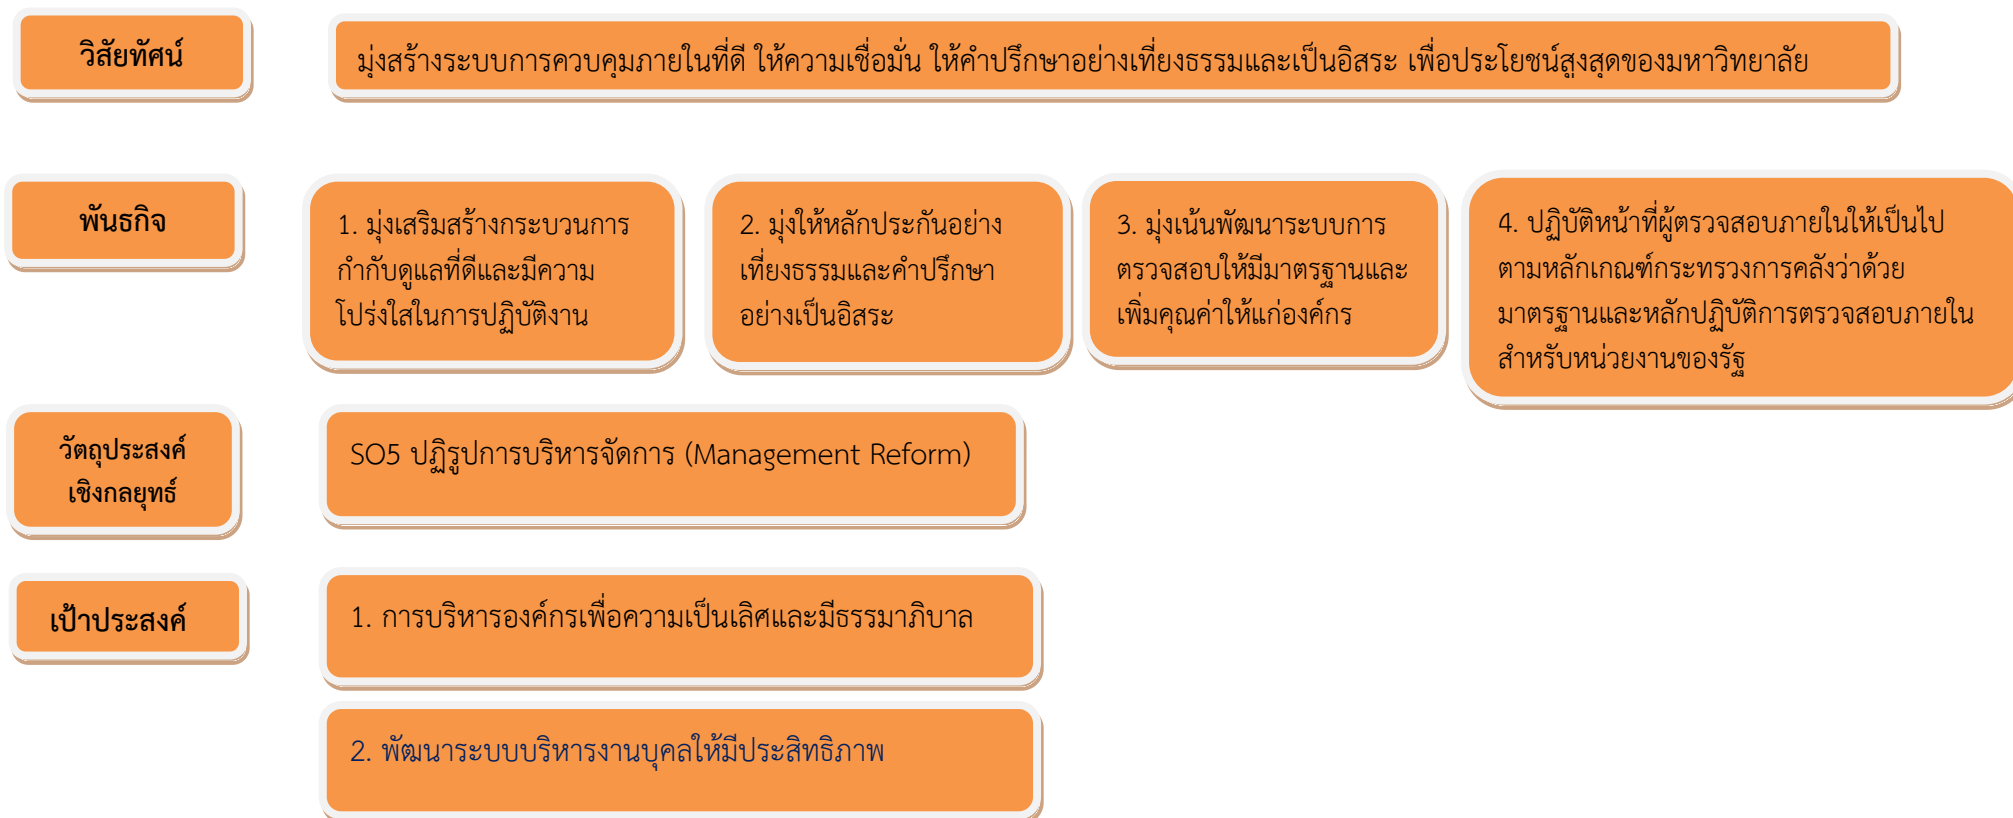 วิสัยทัศน์
มุ่งสร้างระบบการควบคุมภายในที่ดี ให้ความเชื่อมั่น ให้คำปรึกษาอย่างเที่ยงธรรมและเป็นอิสระ เพื่อประโยชน์สูงสุดของมหาวิทยาลัย
พันธกิจ
1. มุ่งเสริมสร้างกระบวนการ
กำกับดูแลที่ดีและมีความ
โปร่งใสในการปฏิบัติงาน
2. มุ่งให้หลักประกันอย่าง
เที่ยงธรรมและคำปรึกษา
อย่างเป็นอิสระ
3. มุ่งเน้นพัฒนาระบบการ
ตรวจสอบให้มีมาตรฐานและ
เพิ่มคุณค่าให้แก่องค์กร
4. ปฏิบัติหน้าที่ผู้ตรวจสอบภายในให้เป็นไป
ตามหลักเกณฑ์กระทรวงการคลังว่าด้วย
มาตรฐานและหลักปฏิบัติการตรวจสอบภายใน
สำหรับหน่วยงานของรัฐ
วัตถุประสงค์
เชิงกลยุทธ์
SO5 ปฏิรูปการบริหารจัดการ (Management Reform)
เป้าประสงค์
1. การบริหารองค์กรเพื่อความเป็นเลิศและมีธรรมาภิบาล
2. พัฒนาระบบบริหารงานบุคลให้มีประสิทธิภาพ